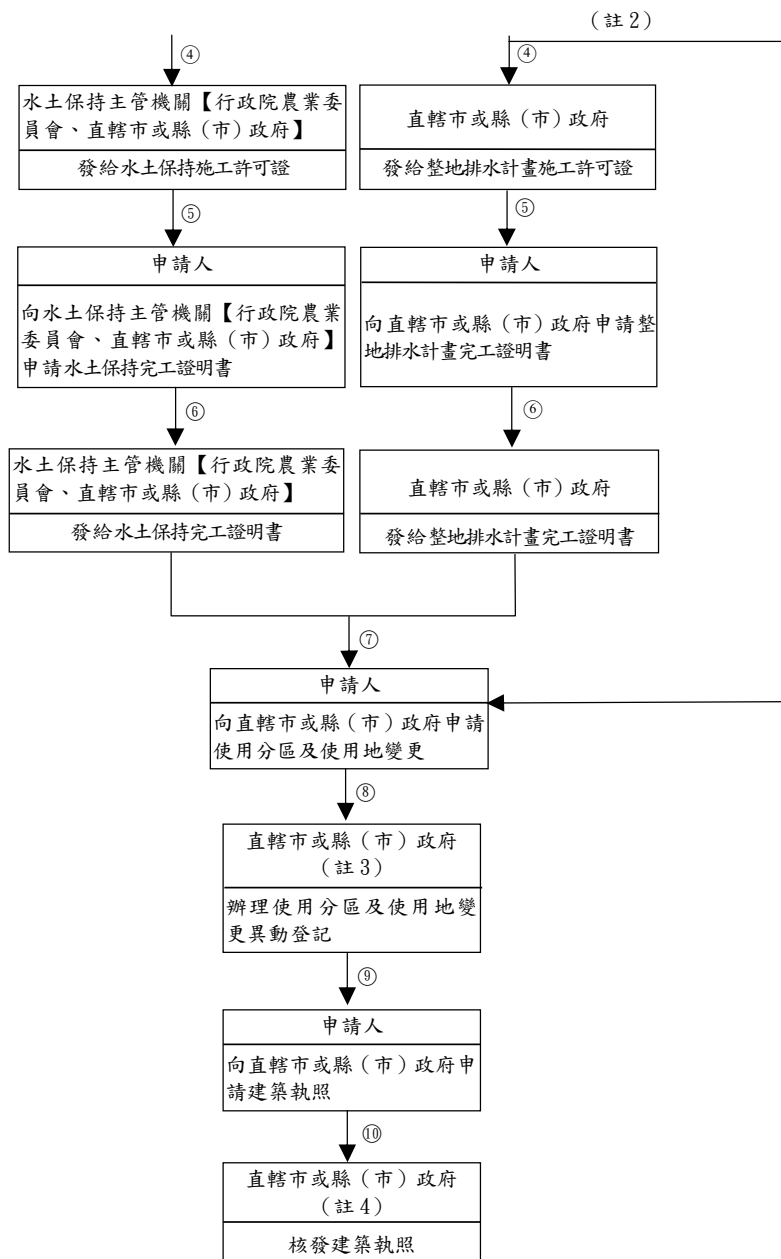 （註2）
④
④
水土保持主管機關【行政院農業委
員會、直轄市或縣（市）政府】
發給水土保持施工許可證
直轄市或縣（市）政府
發給整地排水計畫施工許可證
⑤
⑤
申請人
向水土保持主管機關【行政院農業
委員會、直轄市或縣（市）政府】
申請水土保持完工證明書
申請人
向直轄市或縣（市）政府申請整
地排水計畫完工證明書
⑥
⑥
水土保持主管機關【行政院農業委
員會、直轄市或縣（市）政府】
發給水土保持完工證明書
直轄市或縣（市）政府
發給整地排水計畫完工證明書
⑦
申請人
向直轄市或縣（市）政府申請
使用分區及使用地變更
⑧
直轄市或縣（市）政府
（註3）
辦理使用分區及使用地變
更異動登記
⑨
申請人
向直轄市或縣（市）政府申
請建築執照
⑩
直轄市或縣（市）政府
（註4）
核發建築執照